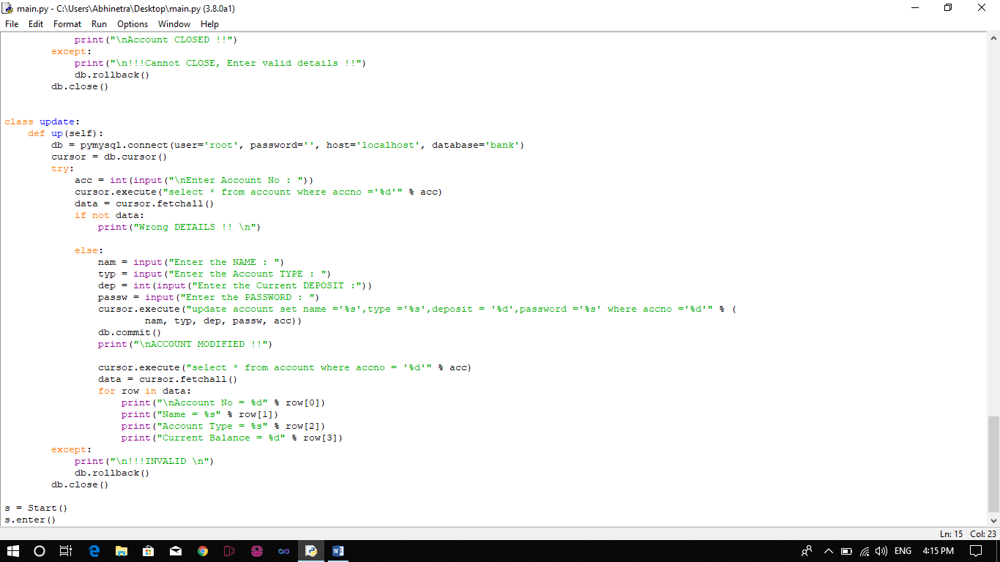 main.py - C:\Users\Abhinetra\Desktop\main.py (3.8.0a1)
File Edit Format Run Options Window Help
            print("\nAccount CLOSED !!")
        except:
            print("\n!!!Cannot CLOSE, Enter valid details !!")
            db.rollback()
        db.close()
class update:
    def up(self):
        db = pymysql.connect(user='root', password='', host='localhost', database='bank')
        cursor = db.cursor()
        try:
            acc = int(input("\nEnter Account No : "))
            cursor.execute("select * from account where accno ='%d'" % acc)
            data = cursor.fetchall()
            if not data:
                print("Wrong DETAILS !! \n")
            else:
                nam = input("Enter the NAME : ")
                typ = input("Enter the Account TYPE : ")
                dep = int(input("Enter the Current DEPOSIT :"))
                passw = input("Enter the PASSWORD : ")
                cursor.execute("update account set name ='%s',type ='%s',deposit = '%d',password ='%s' where accno ='%d'" % (
                        nam, typ, dep, passw, acc))
                db.commit()
                print("\nACCOUNT MODIFIED !!")
                cursor.execute("select * from account where accno = '%d'" % acc)
                data = cursor.fetchall()
                for row in data:
                    print("\nAccount No = %d" % row[0])
                    print("Name = %s" % row[1])
                    print("Account Type = %s" % row[2])
                    print("Current Balance = %d" % row[3])
        except:
            print("\n!!!INVALID \n")
            db.rollback()
        db.close()
s = Start()
s.enter()
Ln: 15 Col: 23
ENG 4:15 PM